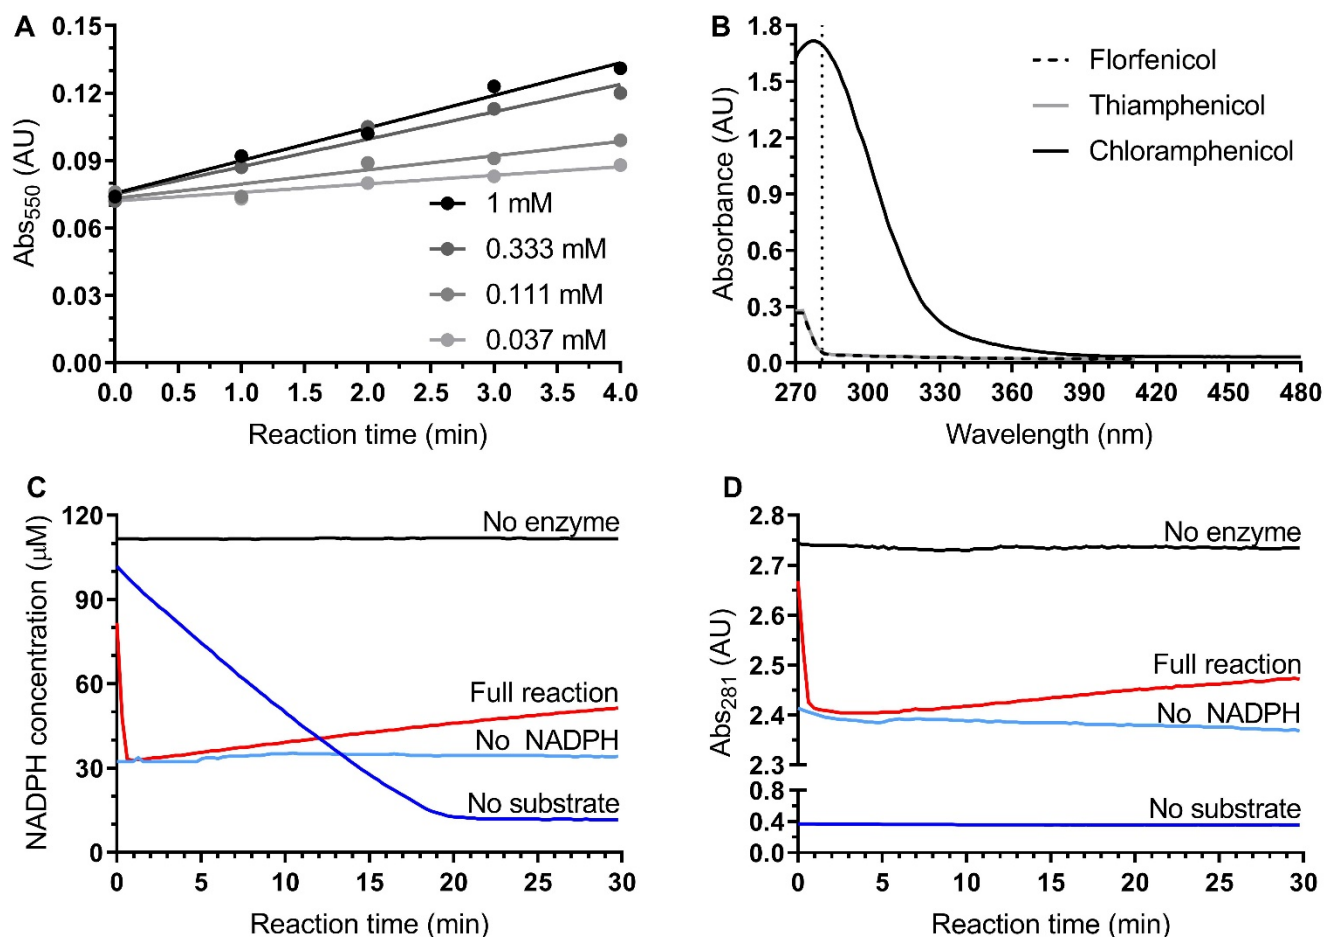 A
0.15
0.12
0.09
0.06
0.03
0.00
Abs550 (AU)
1 mM
0.333 mM
0.111 mM
0.037 mM
0.0 0.5 1.0 1.5 2.0 2.5 3.0 3.5 4.0
Reaction time (min)
B
1.8
1.5
1.2
0.9
0.6
0.3
0.0
Absorbance (AU)
Florfenicol
Thiamphenicol
Chloramphenicol
270 300 330 360 390 420 450 480
Wavelength (nm)
C
120
90
60
30
0
NADPH concentration (μM)
No enzyme
Full reaction
No NADPH
No substrate
0 5 10 15 20 25 30
Reaction time (min)
D
2.8
2.7
2.6
2.5
2.4
2.3
0.8
0.4
0.0
Abs281 (AU)
No enzyme
Full reaction
No NADPH
No substrate
0 5 10 15 20 25 30
Reaction time (min)